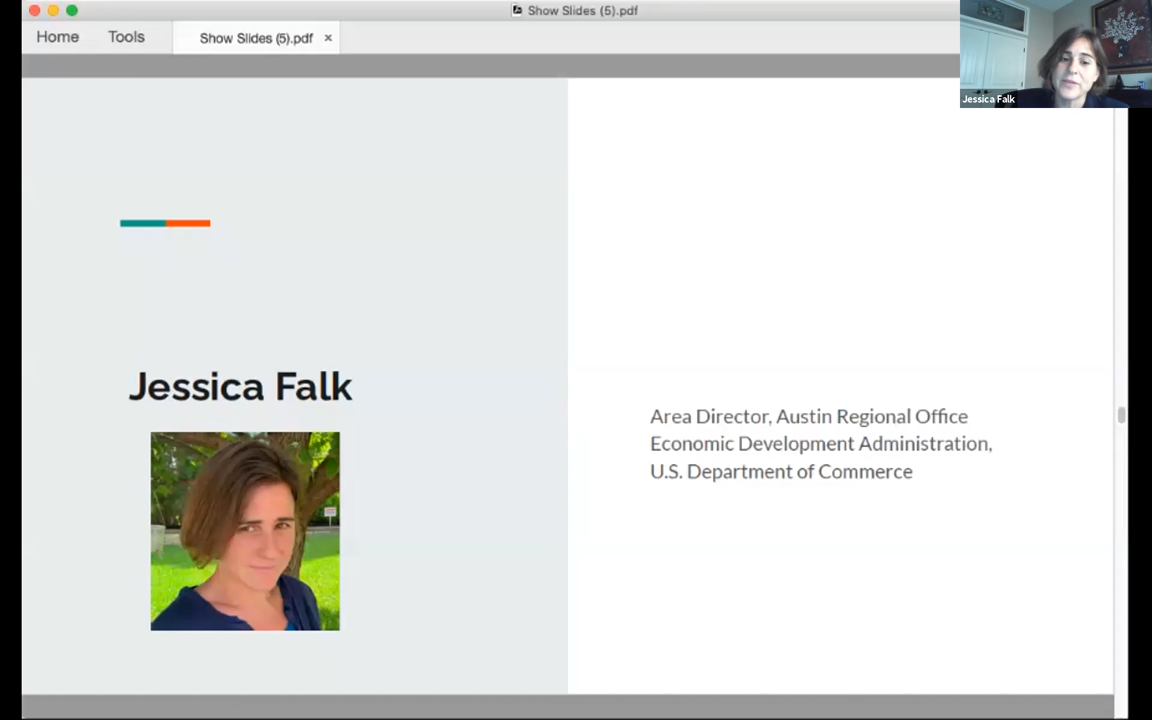 Show Slides (5).pdf
Home
Tools
Show Slides (5).pdf ×
Jessica Falk
Jessica Falk
Area Director, Austin Regional Office
Economic Development Administration,
U.S. Department of Commerce